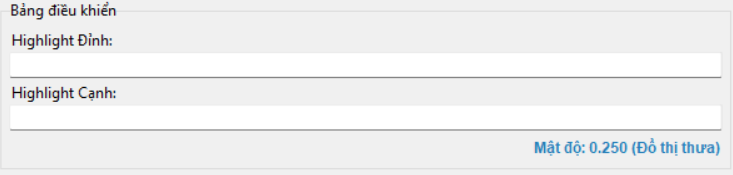 Bảng điều khiển
Highlight Đỉnh:
Highlight Cạnh:
Mật độ: 0.250 (Đồ thị thưa)